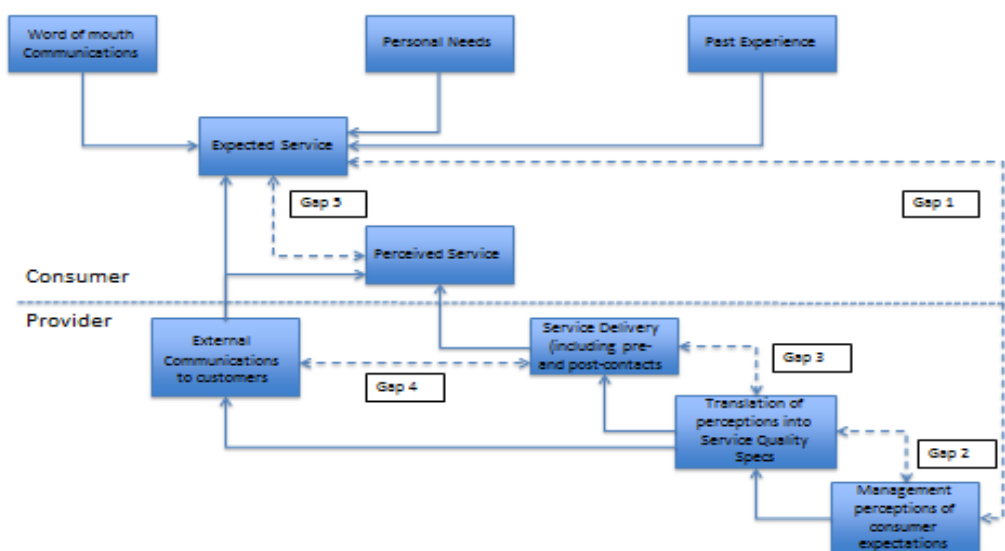 Word of mouth
Communications
Personal Needs
Past Experience
Expected Service
Gap 5
Gap 1
Perceived Service
Consumer
Provider
External
Communications
to customers
Service Delivery
(including pre-
and post-contacts
Gap 3
Gap 4
Translation of
perceptions into
Service Quality
Specs
Gap 2
Management
perceptions of
consumer
expectations